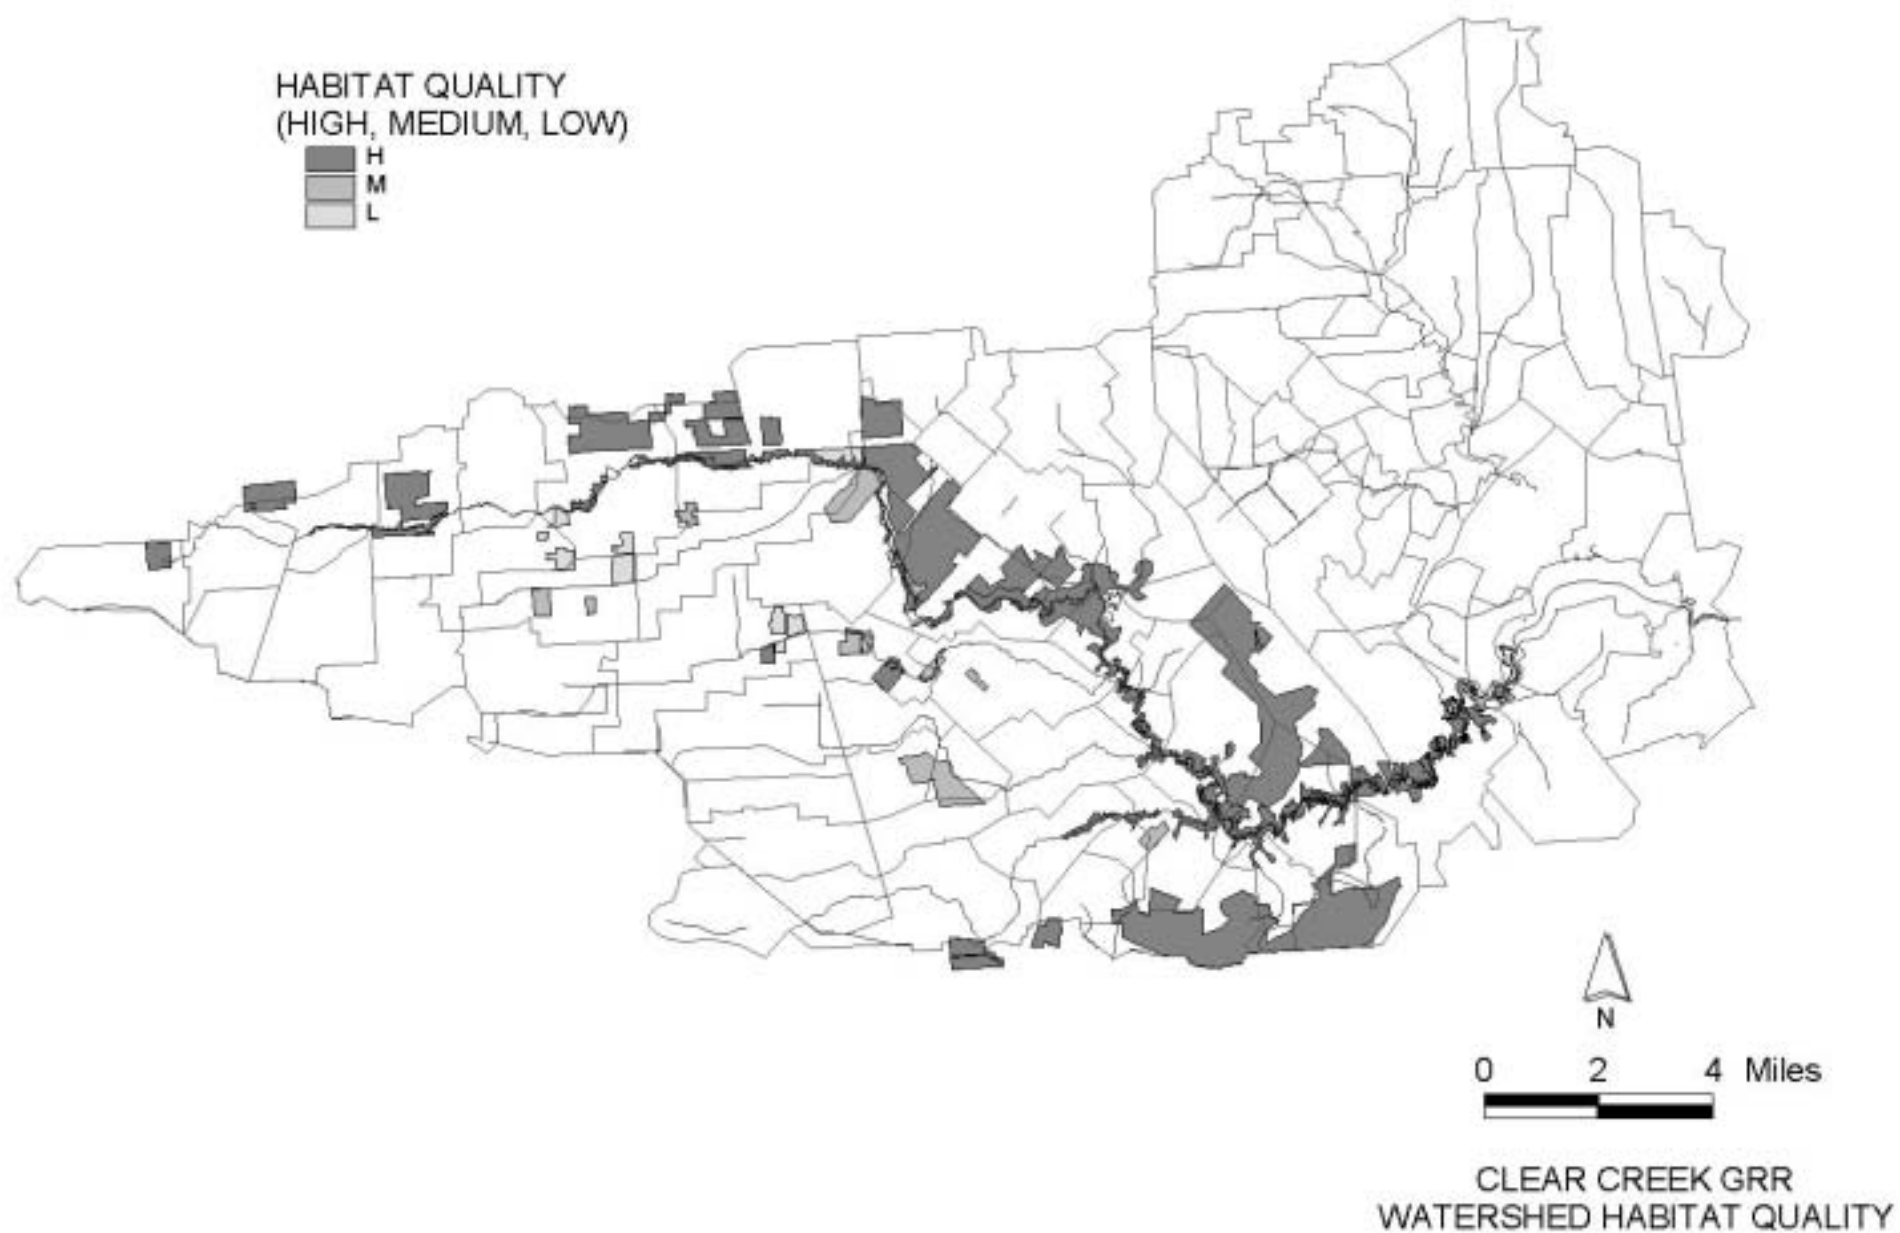 HABITAT QUALITY
(HIGH, MEDIUM, LOW)
H
M
L
N
0 2 4 Miles
CLEAR CREEK GRR
WATERSHED HABITAT QUALITY